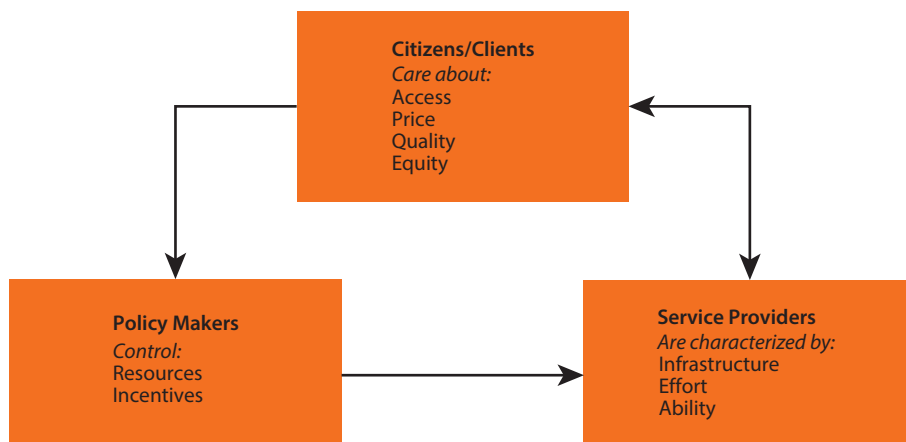 Citizens/Clients
Care about:
Access
Price
Quality
Equity
Policy Makers
Control:
Resources
Incentives
Service Providers
Are characterized by:
Infrastructure
Effort
Ability